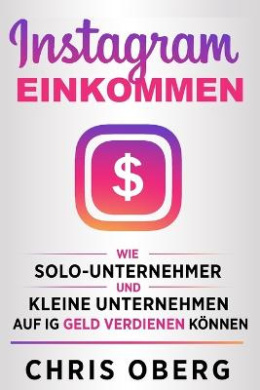 Instagram
EINKOMMEN
$
WIE
SOLO-UNTERNEHMER
UND
KLEINE UNTERNEHMEN
AUF IG GELD VERDIENEN KÖNNEN
CHRIS OBERG